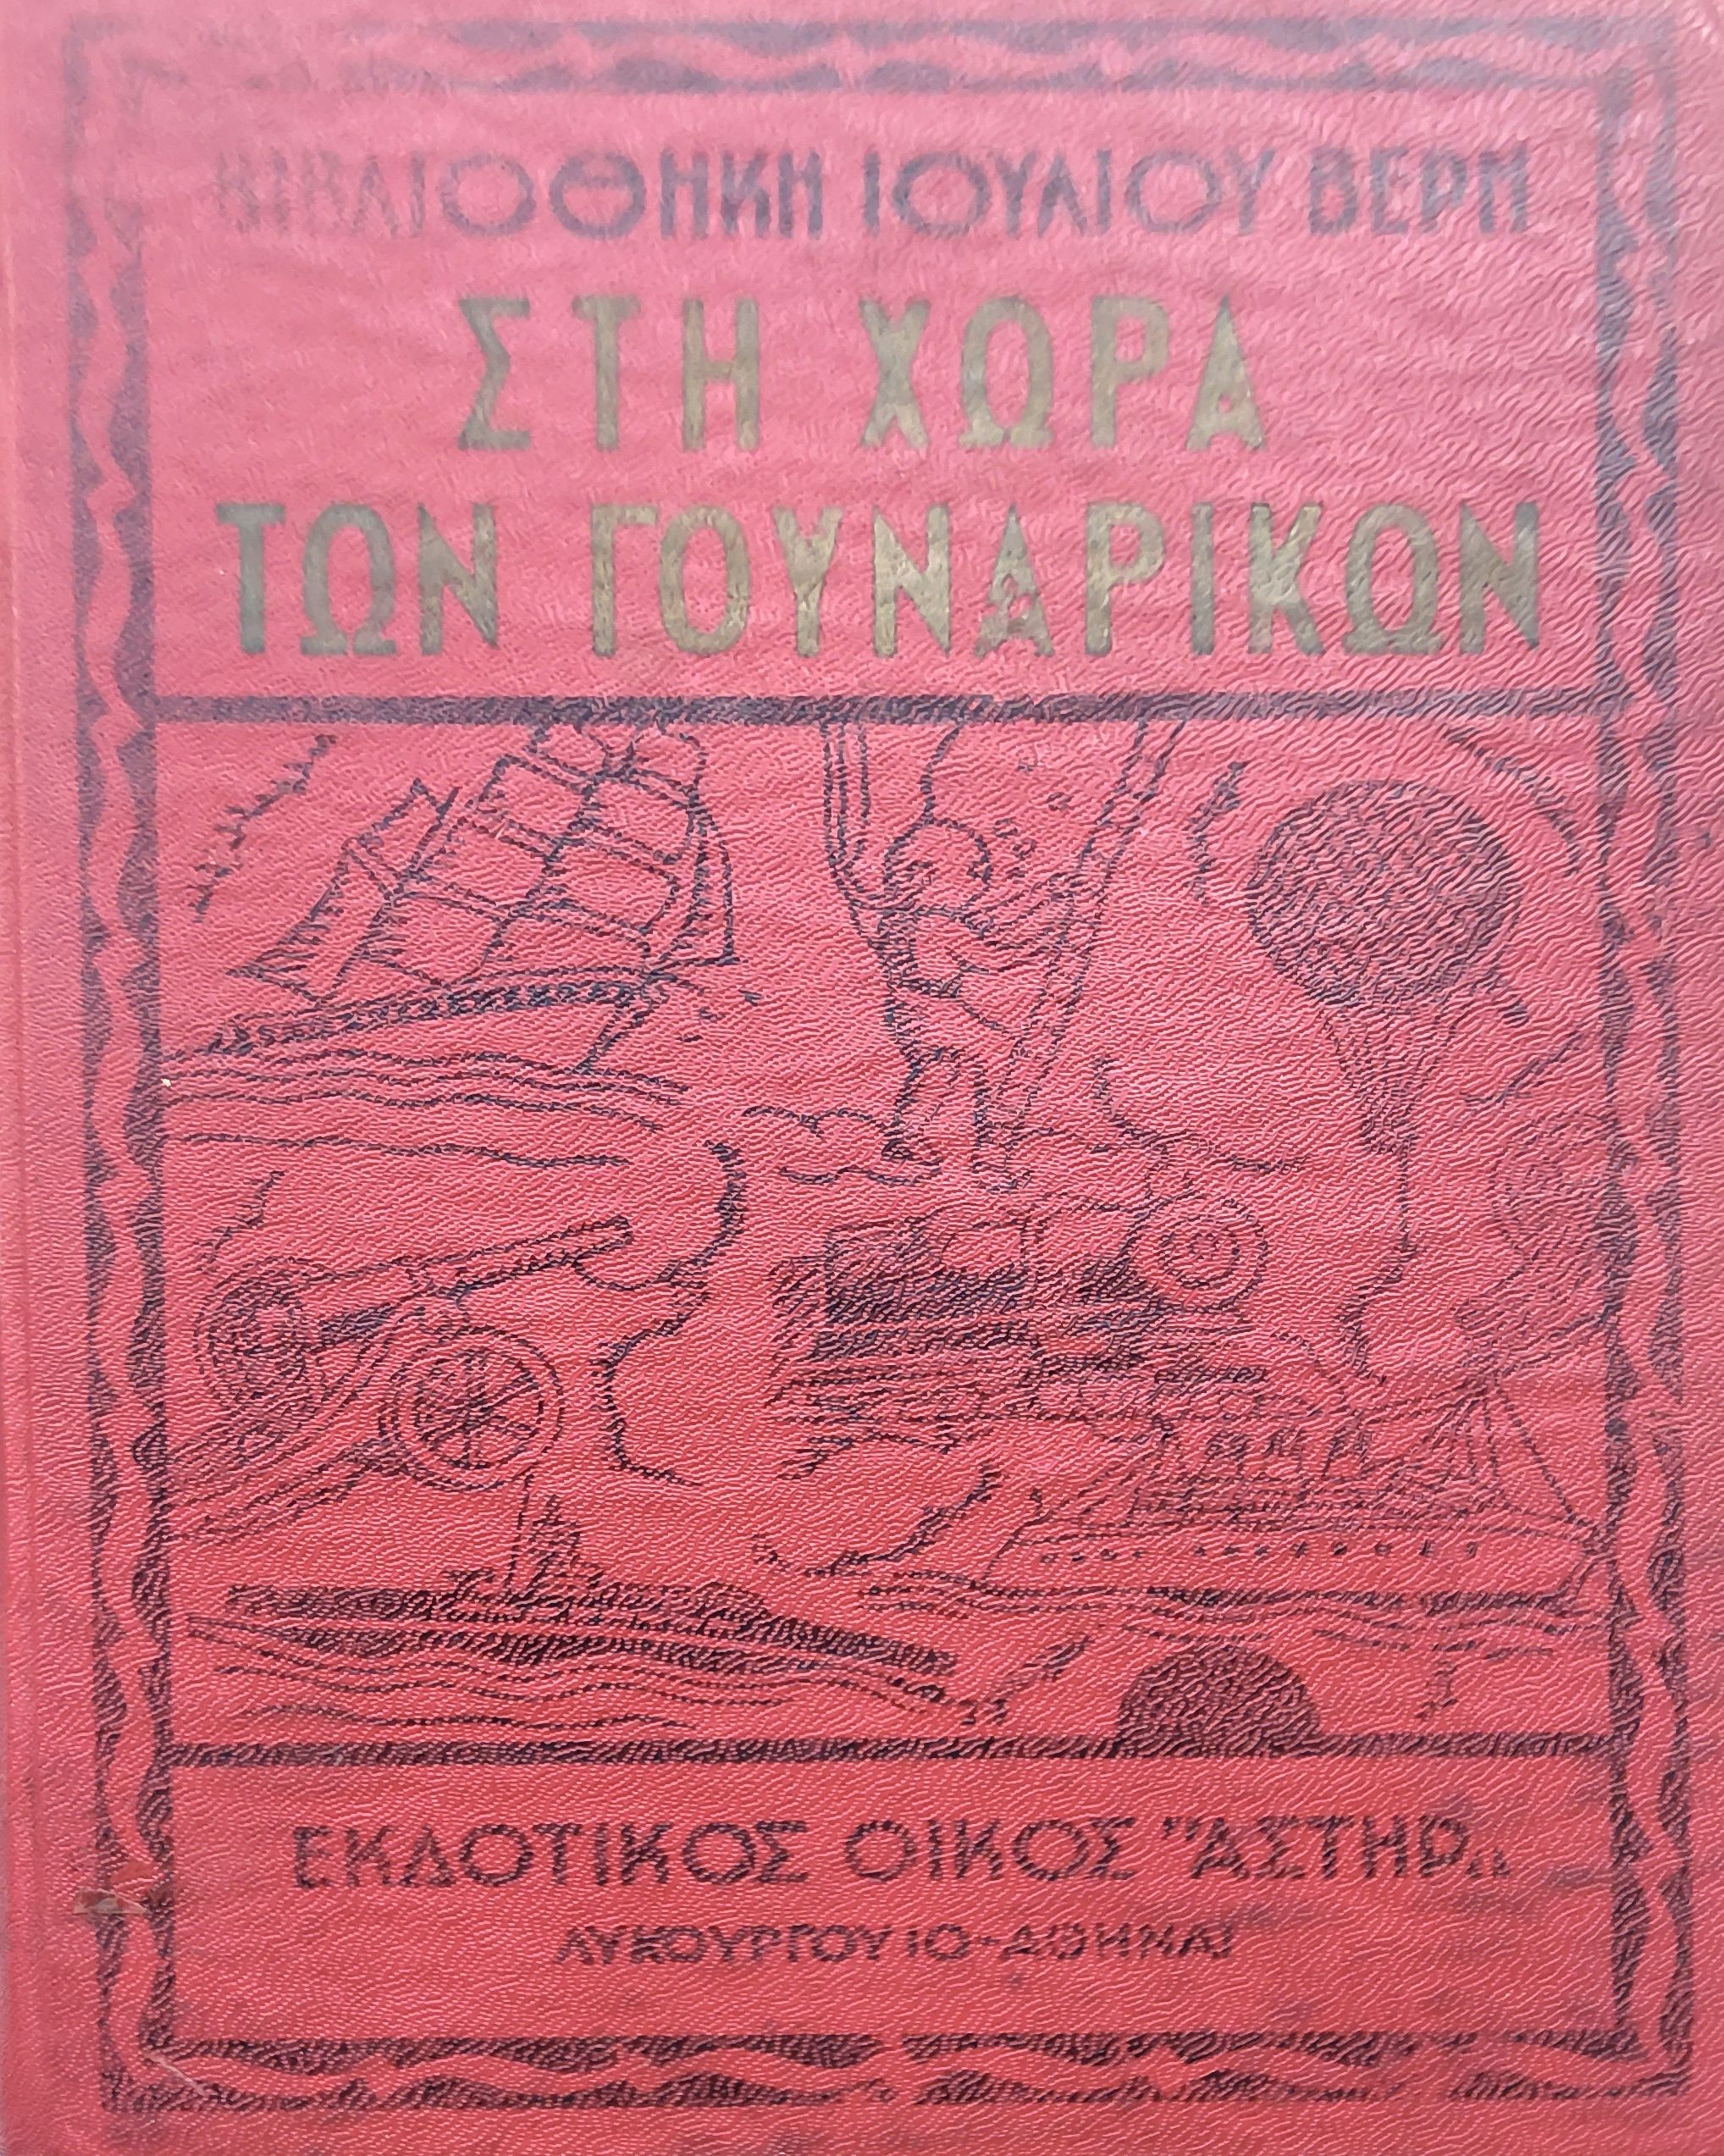 ΒΙΒΛΙΟΘΗΚΗ ΙΟΥΛΙΟΥ ΒΕΡΝ
ΣΤΗ ΧΩΡΑ
ΤΩΝ ΓΟΥΝΑΡΙΚΩΝ
ΕΚΔΟΤΙΚΟΣ ΟΙΚΟΣ "ΑΣΤΗΡ„
ΛΥΚΟΥΡΓΟΥ 10-ΑΘΗΝΑΙ